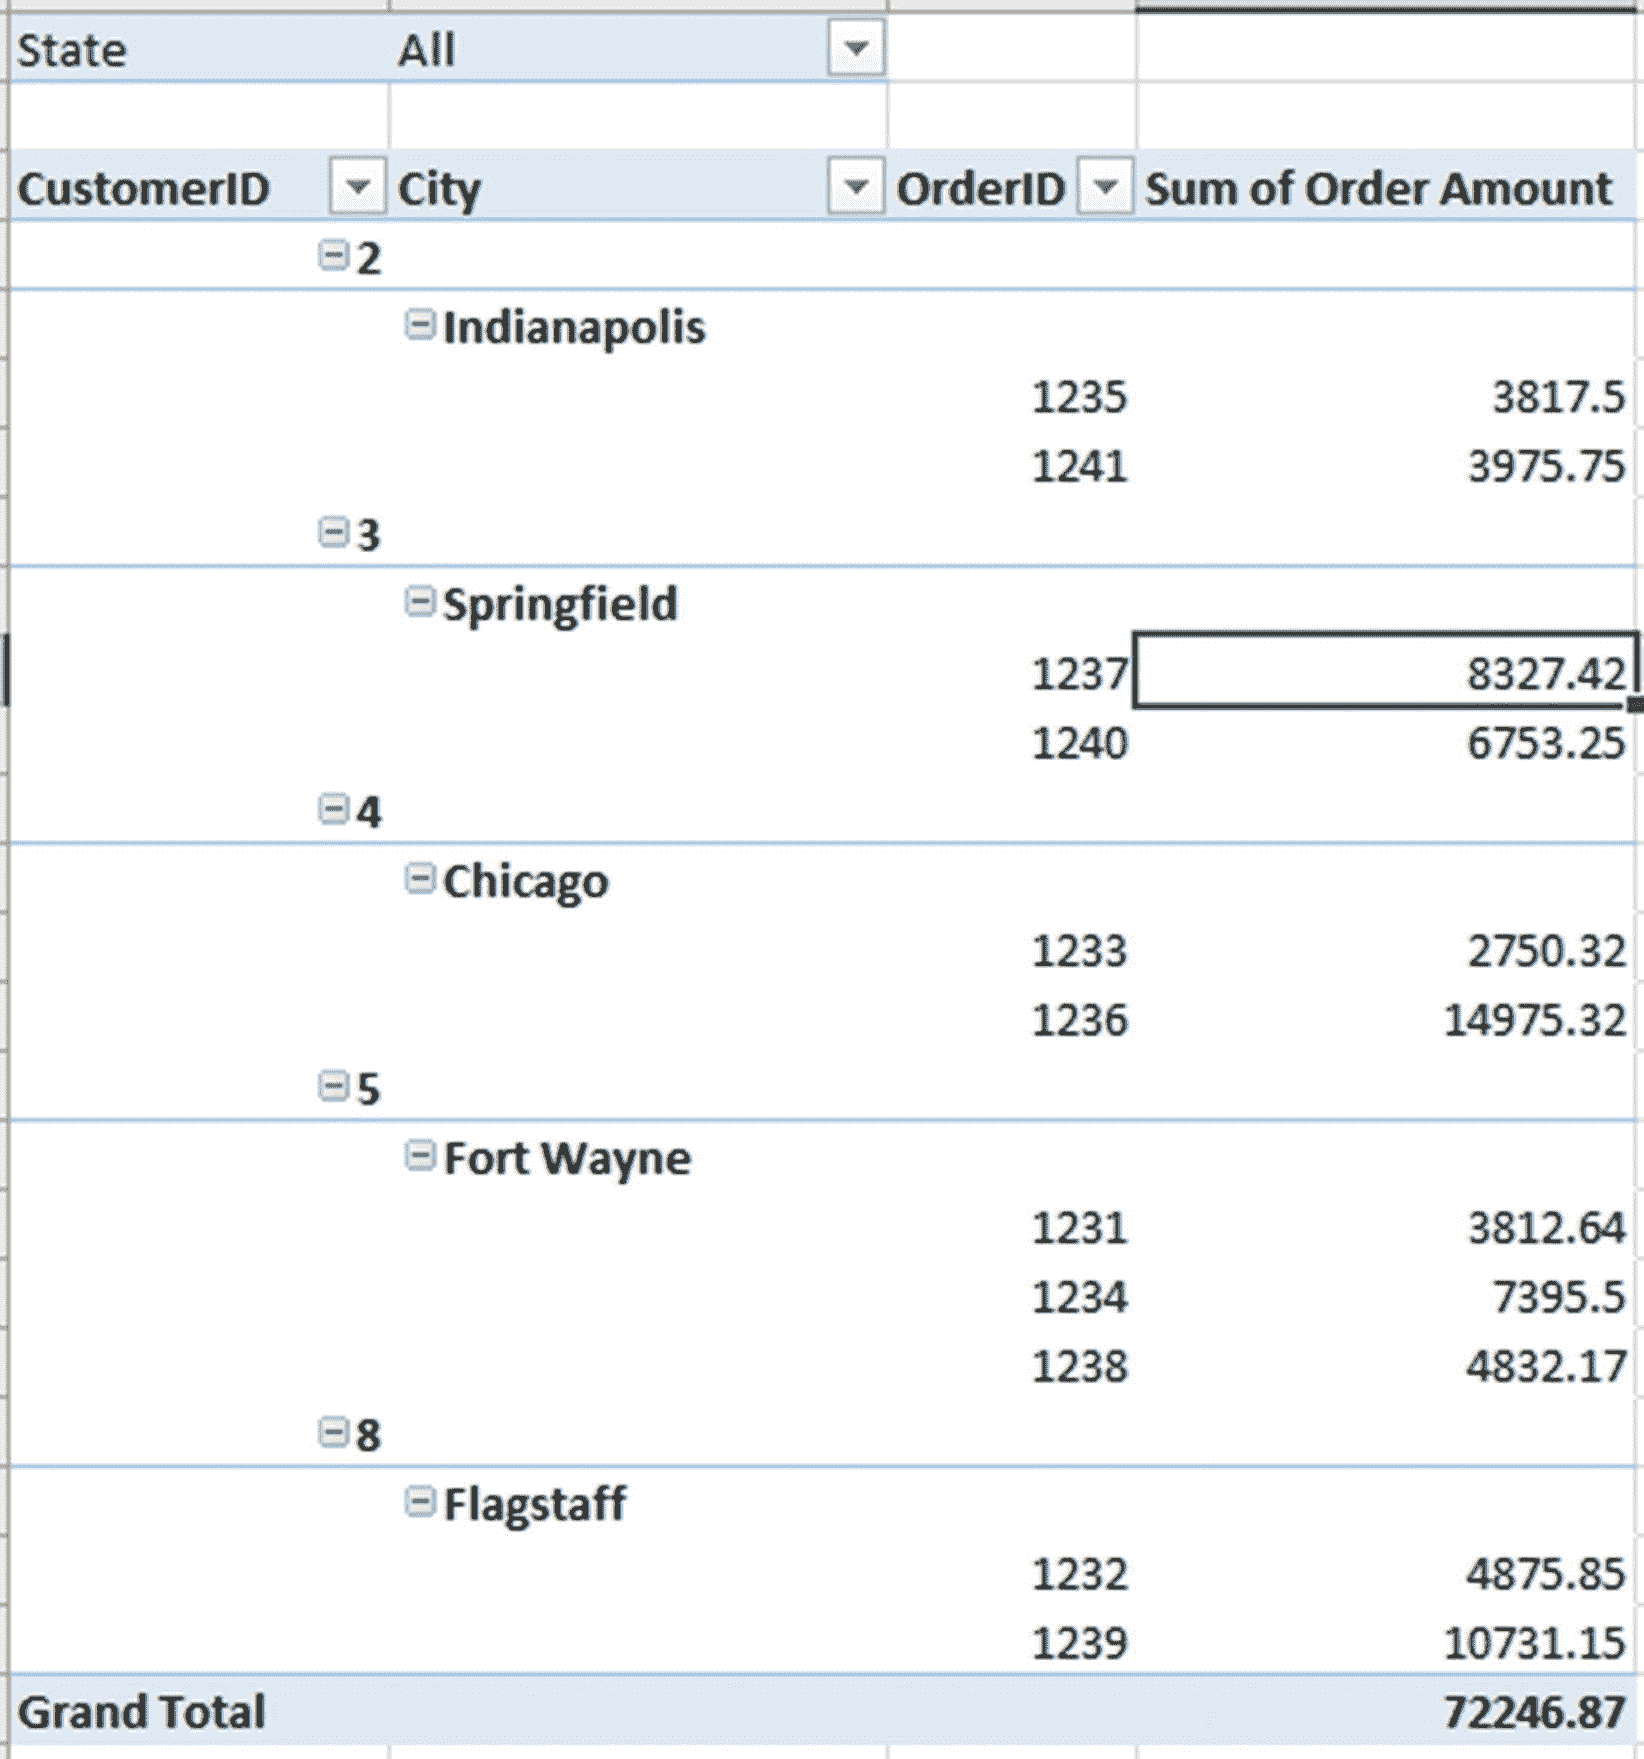 State All
CustomerID City OrderID Sum of Order Amount
2
Indianapolis
1235 3817.5
1241 3975.75
3
Springfield
1237 8327.42
1240 6753.25
4
Chicago
1233 2750.32
1236 14975.32
5
Fort Wayne
1231 3812.64
1234 7395.5
1238 4832.17
8
Flagstaff
1232 4875.85
1239 10731.15
Grand Total 72246.87